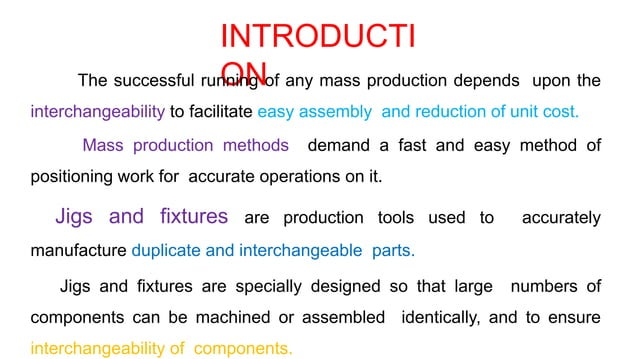 INTRODUCTI
ON
The successful running of any mass production depends upon the
interchangeability to facilitate easy assembly and reduction of unit cost.
Mass production methods demand a fast and easy method of
positioning work for accurate operations on it.
Jigs and fixtures are production tools used to accurately
manufacture duplicate and interchangeable parts.
Jigs and fixtures are specially designed so that large numbers of
components can be machined or assembled identically, and to ensure
interchangeability of components.